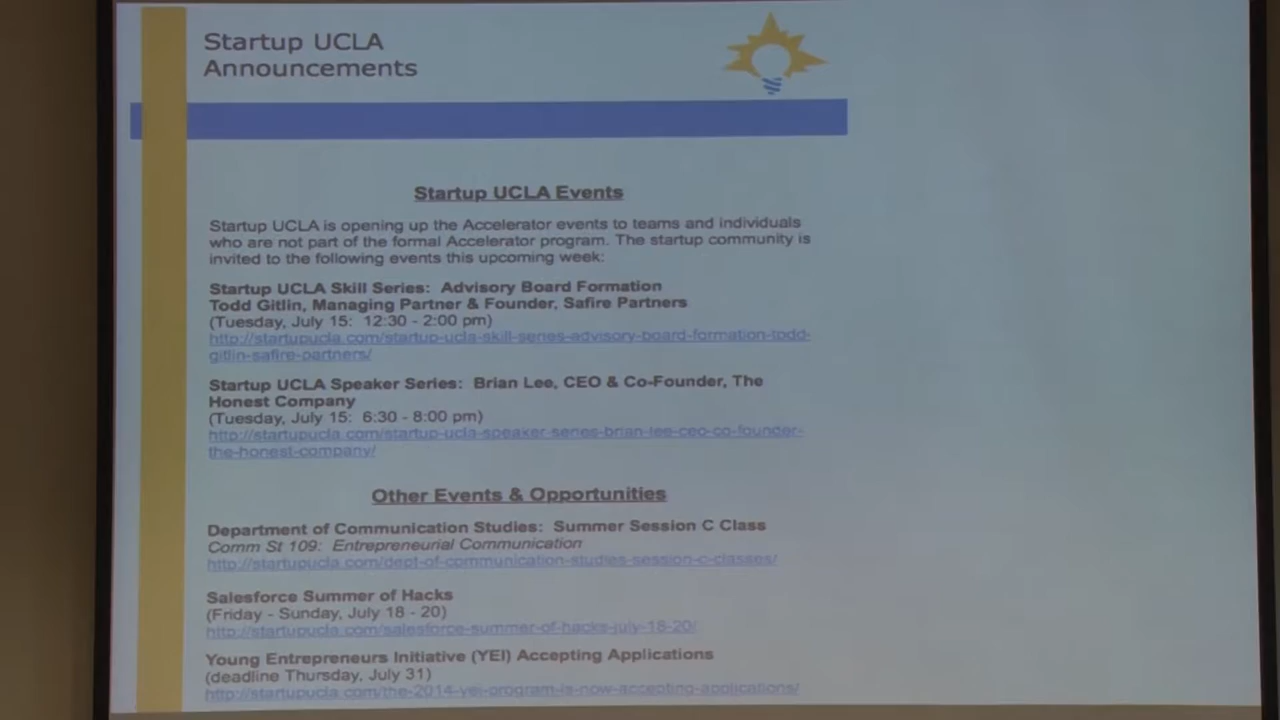 Startup UCLA
Announcements
Startup UCLA Events
Startup UCLA is opening up the Accelerator events to teams and individuals
who are not part of the formal Accelerator program. The startup community is
invited to the following events this upcoming week:
Startup UCLA Skill Series: Advisory Board Formation
Todd Gitlin, Managing Partner & Founder, Safire Partners
(Tuesday, July 15: 12:30 - 2:00 pm)
http://startupucla.com/startup-ucla-skill-series-advisory-board-formation-todd-
gitlin-safire-partners/
Startup UCLA Speaker Series: Brian Lee, CEO & Co-Founder, The
Honest Company
(Tuesday, July 15: 6:30 - 8:00 pm)
http://startupucla.com/startup-ucla-speaker-series-brian-lee-ceo-co-founder-
the-honest-company/
Other Events & Opportunities
Department of Communication Studies: Summer Session C Class
Comm St 109: Entrepreneurial Communication
http://startupucla.com/dept-of-communication-studies-session-c-classes/
Salesforce Summer of Hacks
(Friday - Sunday, July 18 - 20)
http://startupucla.com/salesforce-summer-of-hacks-july-18-20/
Young Entrepreneurs Initiative (YEI) Accepting Applications
(deadline Thursday, July 31)
http://startupucla.com/the-2014-yei-program-is-now-accepting-applications/